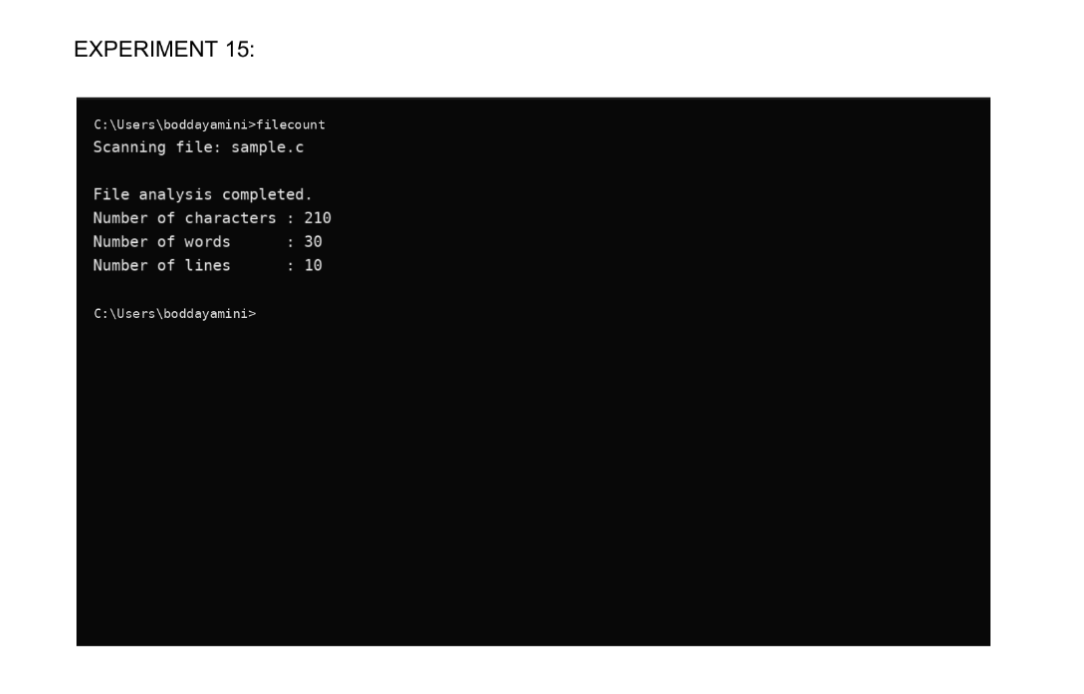 EXPERIMENT 15:
C:\Users\boddayamini>filecount
Scanning file: sample.c
File analysis completed.
Number of characters : 210
Number of words      : 30
Number of lines      : 10
C:\Users\boddayamini>